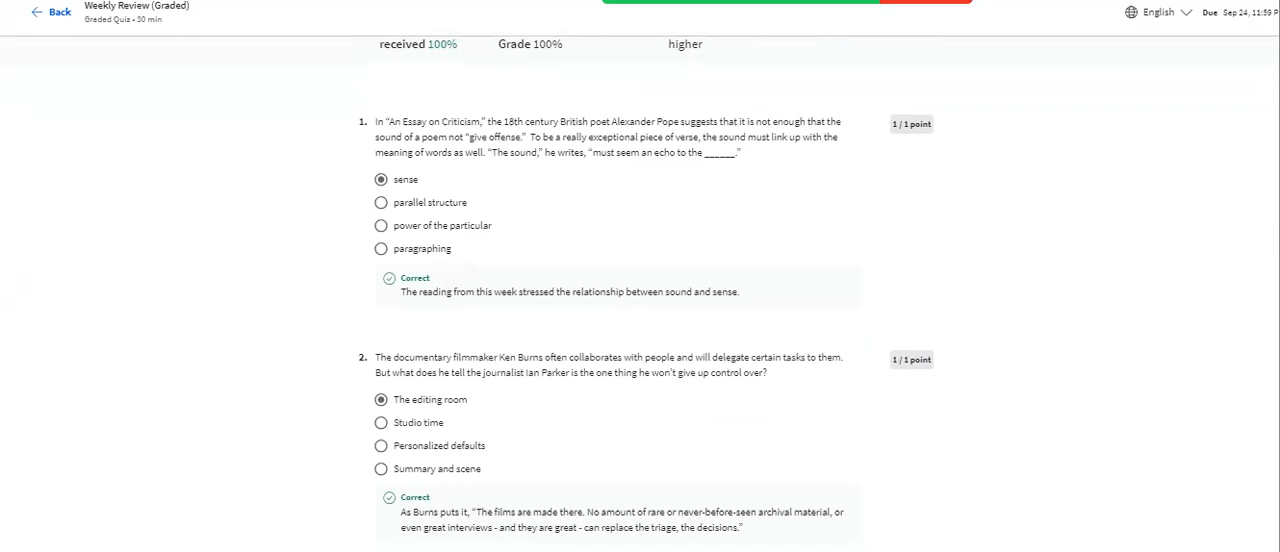 ← Back
Weekly Review (Graded)
Graded Quiz • 30 min
English
Due Sep 24, 11:59 P
received 100%
Grade 100%
higher
1. In “An Essay on Criticism,” the 18th century British poet Alexander Pope suggests that it is not enough that the
sound of a poem not “give offense.” To be a really exceptional piece of verse, the sound must link up with the
meaning of words as well. “The sound,” he writes, “must seem an echo to the ______.”
1 / 1 point
sense
parallel structure
power of the particular
paragraphing
Correct
The reading from this week stressed the relationship between sound and sense.
2. The documentary filmmaker Ken Burns often collaborates with people and will delegate certain tasks to them.
But what does he tell the journalist Ian Parker is the one thing he won’t give up control over?
1 / 1 point
The editing room
Studio time
Personalized defaults
Summary and scene
Correct
As Burns puts it, “The films are made there. No amount of rare or never-before-seen archival material, or
even great interviews - and they are great - can replace the triage, the decisions.”